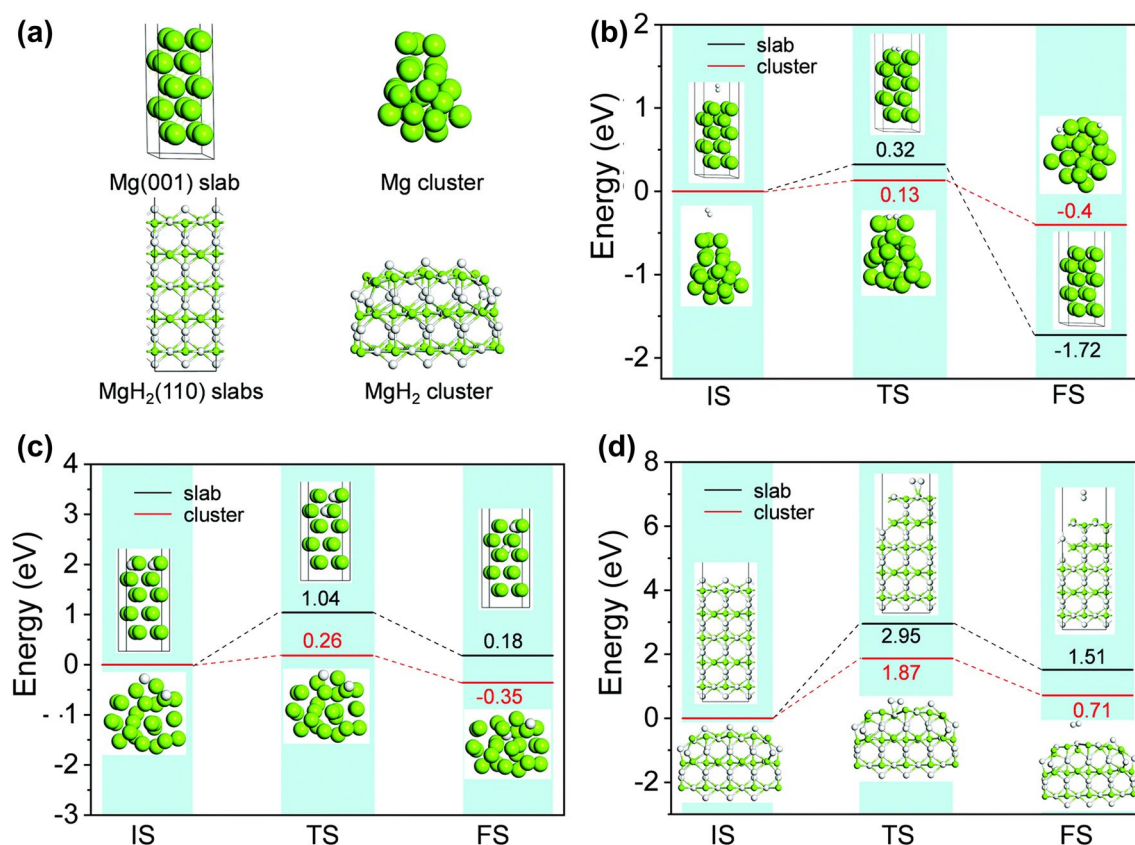 (a)
Mg(001) slab
Mg cluster
MgH₂(110) slabs
MgH₂ cluster
(b)
Energy (eV)
2
1
0
-1
-2
slab
cluster
0.32
0.13
-0.4
-1.72
IS
TS
FS
(c)
Energy (eV)
4
3
2
1
0
-1
-2
-3
slab
cluster
1.04
0.26
0.18
-0.35
IS
TS
FS
(d)
Energy (eV)
8
6
4
2
0
-2
slab
cluster
2.95
1.87
1.51
0.71
IS
TS
FS